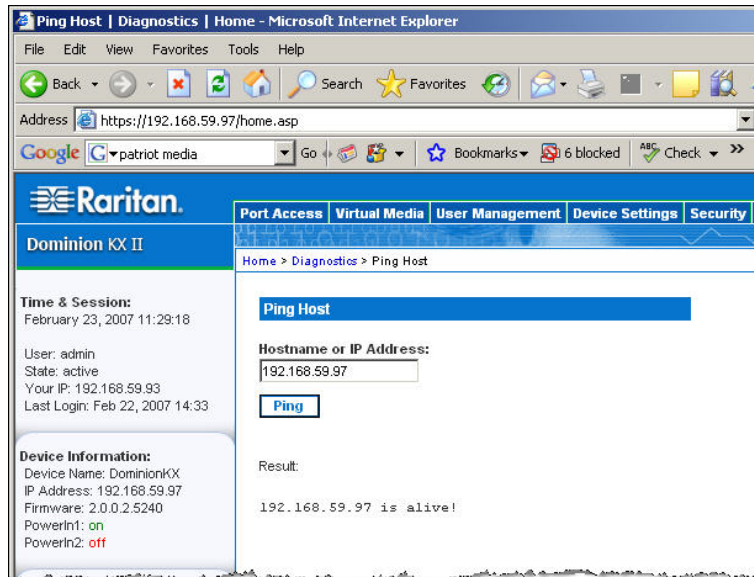 Ping Host | Diagnostics | Home - Microsoft Internet Explorer
File Edit View Favorites Tools Help
Back Search Favorites
Address https://192.168.59.97/home.asp
Google G patriot media Go Bookmarks 6 blocked ABC Check »
Raritan.
Port Access Virtual Media User Management Device Settings Security
Dominion KX II
Home > Diagnostics > Ping Host
Time & Session:
February 23, 2007 11:29:18
User: admin
State: active
Your IP: 192.168.59.93
Last Login: Feb 22, 2007 14:33
Device Information:
Device Name: DominionKX
IP Address: 192.168.59.97
Firmware: 2.0.0.2.5240
PowerIn1: on
PowerIn2: off
Ping Host
Hostname or IP Address:
192.168.59.97
Ping
Result:
192.168.59.97 is alive!